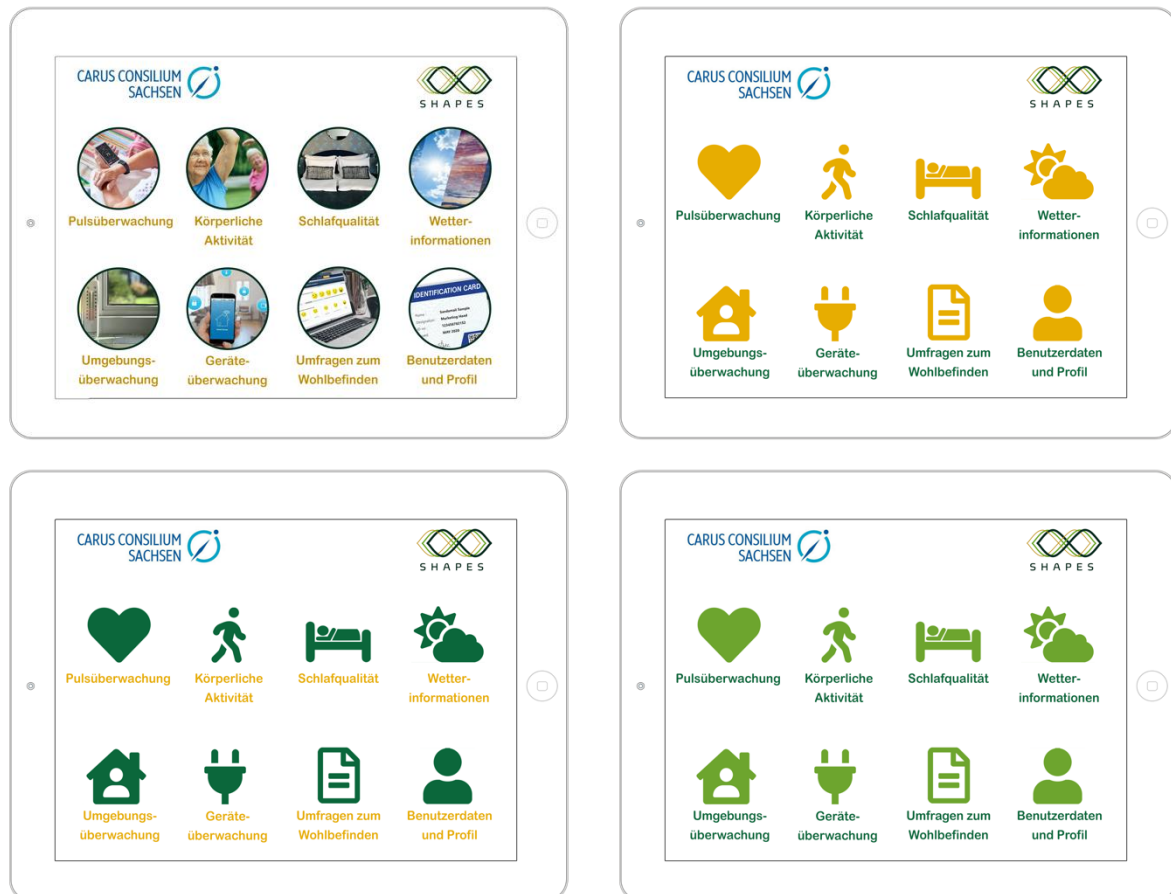 CARUS CONSILIUM
SACHSEN
SHAPES
Pulsüberwachung
Körperliche
Aktivität
Schlafqualität
Wetter-
informationen
IDENTIFICATION CARD
Umgebungs-
überwachung
Geräte-
überwachung
Umfragen zum
Wohlbefinden
Benutzerdaten
und Profil
CARUS CONSILIUM
SACHSEN
SHAPES
Pulsüberwachung
Körperliche
Aktivität
Schlafqualität
Wetter-
informationen
Umgebungs-
überwachung
Geräte-
überwachung
Umfragen zum
Wohlbefinden
Benutzerdaten
und Profil
CARUS CONSILIUM
SACHSEN
SHAPES
Pulsüberwachung
Körperliche
Aktivität
Schlafqualität
Wetter-
informationen
Umgebungs-
überwachung
Geräte-
überwachung
Umfragen zum
Wohlbefinden
Benutzerdaten
und Profil
CARUS CONSILIUM
SACHSEN
SHAPES
Pulsüberwachung
Körperliche
Aktivität
Schlafqualität
Wetter-
informationen
Umgebungs-
überwachung
Geräte-
überwachung
Umfragen zum
Wohlbefinden
Benutzerdaten
und Profil